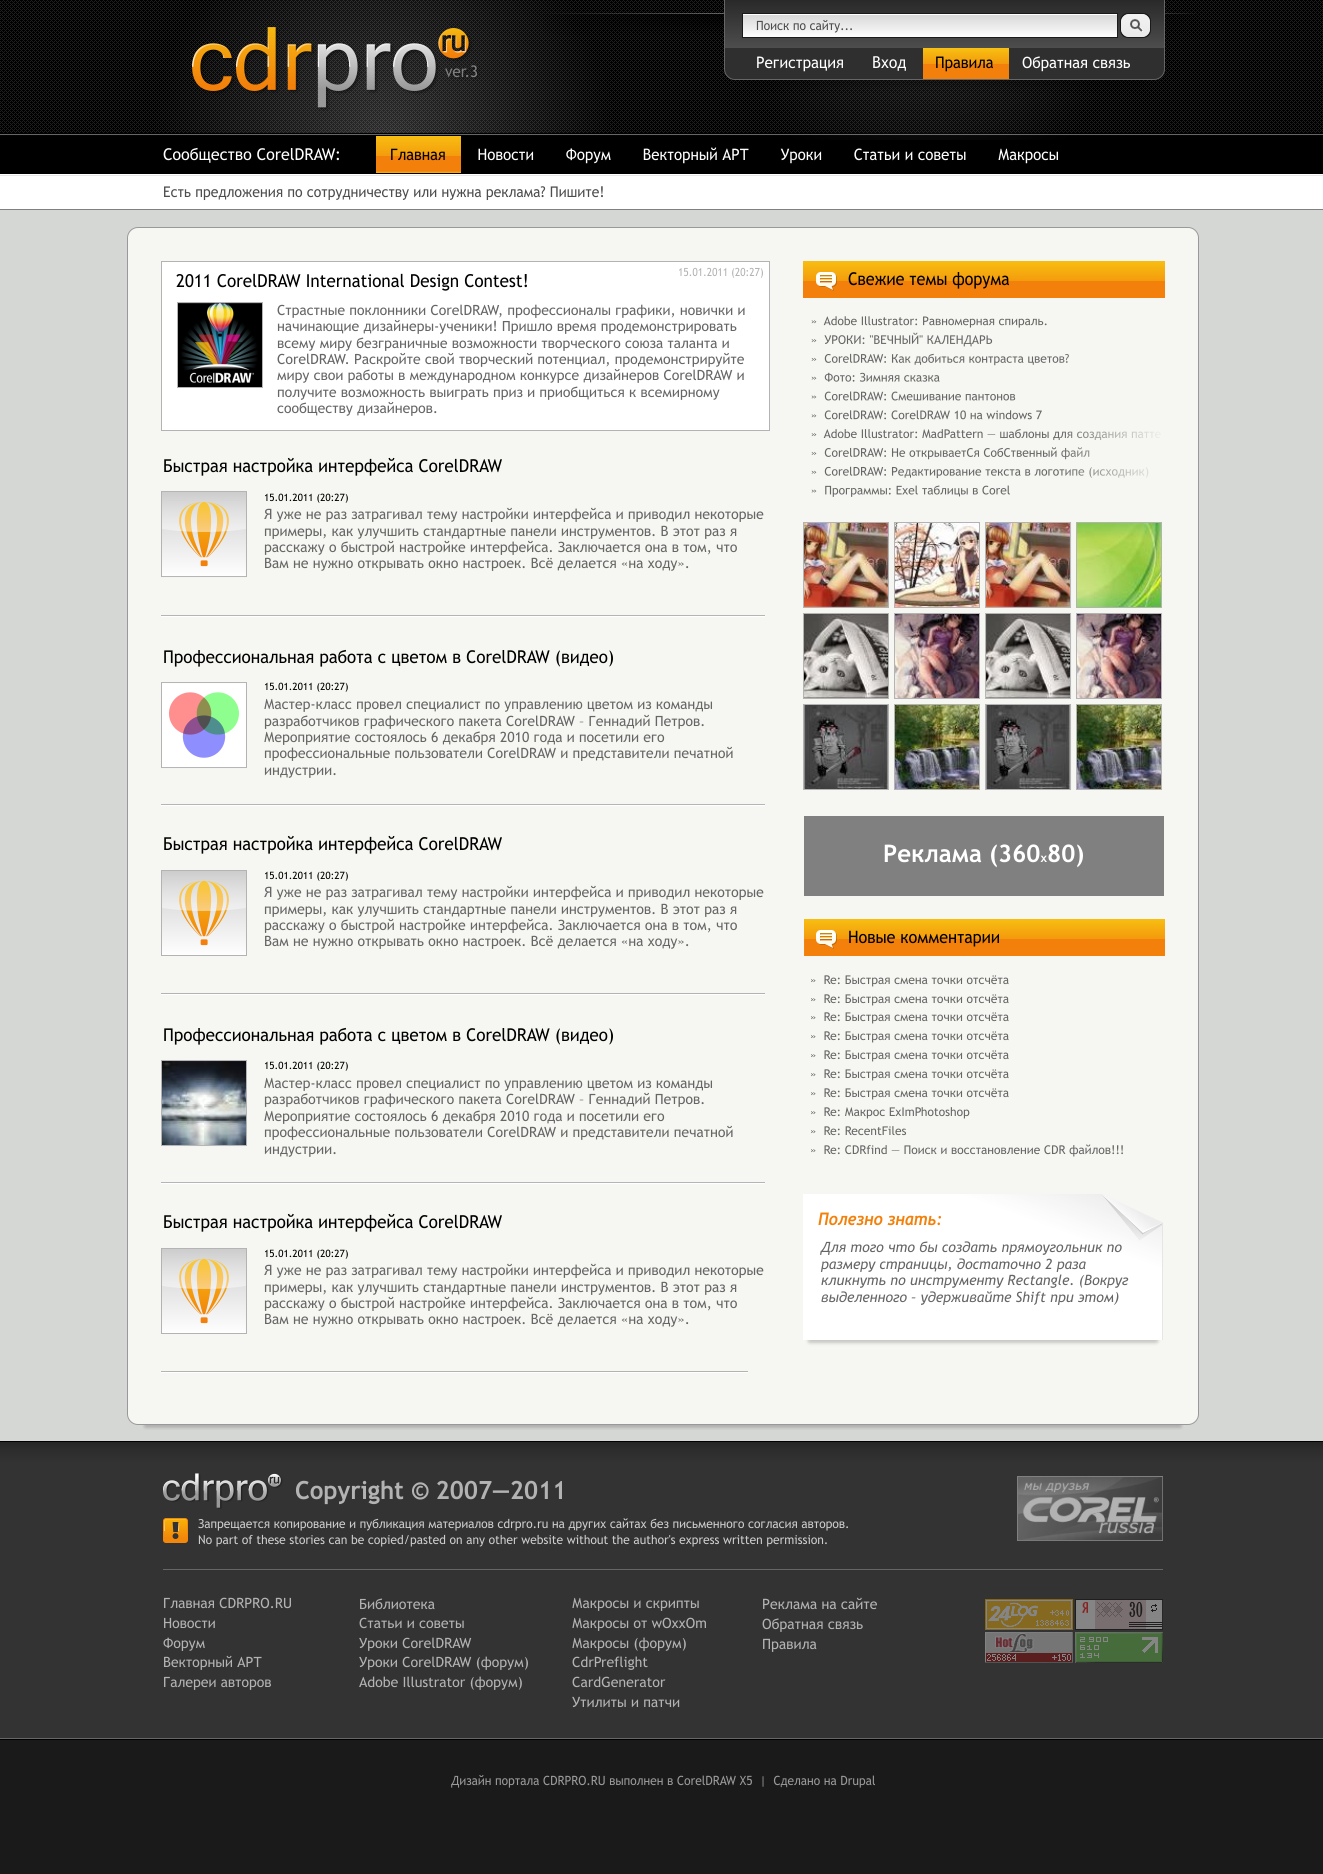 cdrpro ru
ver.3
Поиск по сайту...
Регистрация Вход Правила Обратная связь
Сообщество CorelDRAW: Главная Новости Форум Векторный АРТ Уроки Статьи и советы Макросы
Есть предложения по сотрудничеству или нужна реклама? Пишите!
15.01.2011 (20:27)
2011 CorelDRAW International Design Contest!
CorelDRAW
Страстные поклонники CorelDRAW, профессионалы графики, новички и
начинающие дизайнеры-ученики! Пришло время продемонстрировать
всему миру безграничные возможности творческого союза таланта и
CorelDRAW. Раскройте свой творческий потенциал, продемонстрируйте
миру свои работы в международном конкурсе дизайнеров CorelDRAW и
получите возможность выиграть приз и приобщиться к всемирному
сообществу дизайнеров.
Быстрая настройка интерфейса CorelDRAW
15.01.2011 (20:27)
Я уже не раз затрагивал тему настройки интерфейса и приводил некоторые
примеры, как улучшить стандартные панели инструментов. В этот раз я
расскажу о быстрой настройке интерфейса. Заключается она в том, что
Вам не нужно открывать окно настроек. Всё делается «на ходу».
Профессиональная работа с цветом в CorelDRAW (видео)
15.01.2011 (20:27)
Мастер-класс провел специалист по управлению цветом из команды
разработчиков графического пакета CorelDRAW - Геннадий Петров.
Мероприятие состоялось 6 декабря 2010 года и посетили его
профессиональные пользователи CorelDRAW и представители печатной
индустрии.
Быстрая настройка интерфейса CorelDRAW
15.01.2011 (20:27)
Я уже не раз затрагивал тему настройки интерфейса и приводил некоторые
примеры, как улучшить стандартные панели инструментов. В этот раз я
расскажу о быстрой настройке интерфейса. Заключается она в том, что
Вам не нужно открывать окно настроек. Всё делается «на ходу».
Профессиональная работа с цветом в CorelDRAW (видео)
15.01.2011 (20:27)
Мастер-класс провел специалист по управлению цветом из команды
разработчиков графического пакета CorelDRAW - Геннадий Петров.
Мероприятие состоялось 6 декабря 2010 года и посетили его
профессиональные пользователи CorelDRAW и представители печатной
индустрии.
Быстрая настройка интерфейса CorelDRAW
15.01.2011 (20:27)
Я уже не раз затрагивал тему настройки интерфейса и приводил некоторые
примеры, как улучшить стандартные панели инструментов. В этот раз я
расскажу о быстрой настройке интерфейса. Заключается она в том, что
Вам не нужно открывать окно настроек. Всё делается «на ходу».
Свежие темы форума
» Adobe Illustrator: Равномерная спираль.
» УРОКИ: "ВЕЧНЫЙ" КАЛЕНДАРЬ
» CorelDRAW: Как добиться контраста цветов?
» Фото: Зимняя сказка
» CorelDRAW: Смешивание пантонов
» CorelDRAW: CorelDRAW 10 на windows 7
» Adobe Illustrator: MadPattern — шаблоны для создания патте
» CorelDRAW: Не открываетСя СобСтвенный файл
» CorelDRAW: Редактирование текста в логотипе (исходник)
» Программы: Exel таблицы в Corel
Реклама (360x80)
Новые комментарии
» Re: Быстрая смена точки отсчёта
» Re: Быстрая смена точки отсчёта
» Re: Быстрая смена точки отсчёта
» Re: Быстрая смена точки отсчёта
» Re: Быстрая смена точки отсчёта
» Re: Быстрая смена точки отсчёта
» Re: Быстрая смена точки отсчёта
» Re: Макрос ExImPhotoshop
» Re: RecentFiles
» Re: CDRfind — Поиск и восстановление CDR файлов!!!
Полезно знать:
Для того что бы создать прямоугольник по
размеру страницы, достаточно 2 раза
кликнуть по инструменту Rectangle. (Вокруг
выделенного - удерживайте Shift при этом)
cdrpro ru Copyright © 2007—2011
Запрещается копирование и публикация материалов cdrpro.ru на других сайтах без письменного согласия авторов.
No part of these stories can be copied/pasted on any other website without the author's express written permission.
мы друзья
COREL
russia
Главная CDRPRO.RU
Новости
Форум
Векторный АРТ
Галереи авторов
Библиотека
Статьи и советы
Уроки CorelDRAW
Уроки CorelDRAW (форум)
Adobe Illustrator (форум)
Макросы и скрипты
Макросы от wOxxOm
Макросы (форум)
CdrPreflight
CardGenerator
Утилиты и патчи
Реклама на сайте
Обратная связь
Правила
24LOG
Я 30
HotLog
256864 +150
2 900
610
134
Дизайн портала CDRPRO.RU выполнен в CorelDRAW X5 | Сделано на Drupal